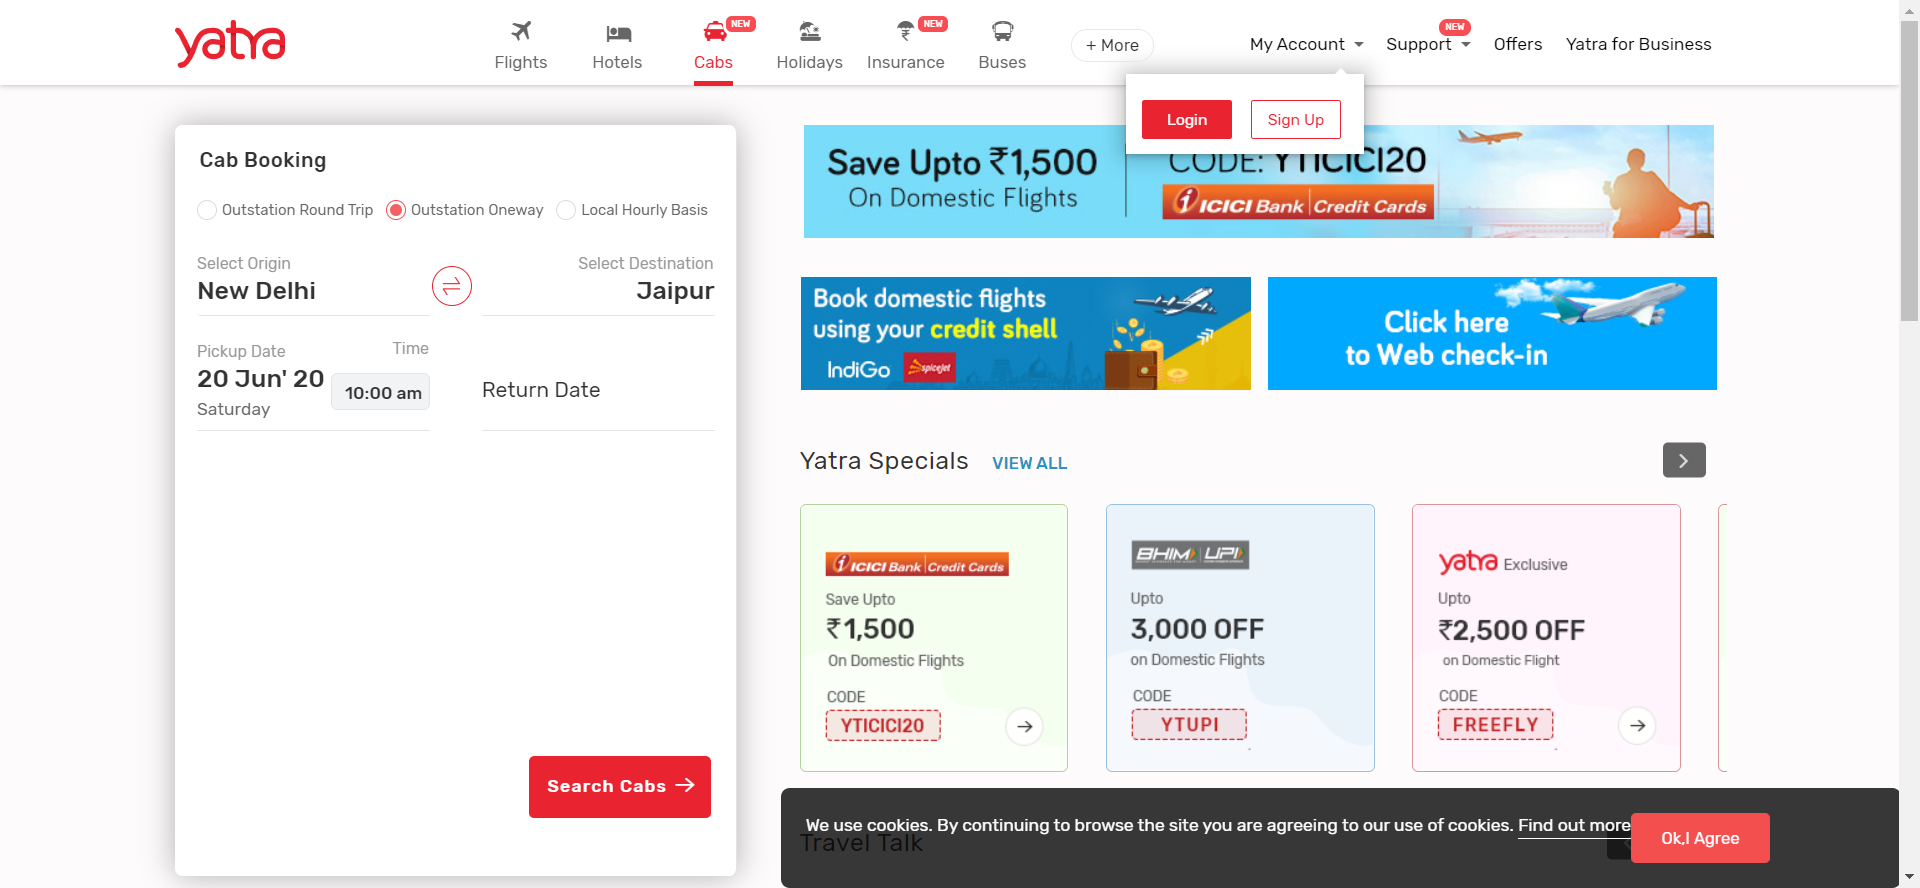 yatra
Flights
Hotels
NEW
Cabs
Holidays
NEW
Insurance
Buses
+ More
My Account
NEW
Support
Offers
Yatra for Business
Login
Sign Up
Cab Booking
Outstation Round Trip
Outstation Oneway
Local Hourly Basis
Select Origin
New Delhi
Select Destination
Jaipur
Pickup Date
20 Jun' 20
Saturday
Time
10:00 am
Return Date
Search Cabs
Save Upto ₹1,500
On Domestic Flights
CODE: YTICICI20
ICICI Bank Credit Cards
Book domestic flights
using your credit shell
IndiGo
spicejet
Click here
to Web check-in
Yatra Specials
VIEW ALL
ICICI Bank Credit Cards
Save Upto
₹1,500
On Domestic Flights
CODE
YTICICI20
BHIM UPI
Upto
3,000 OFF
on Domestic Flights
CODE
YTUPI
yatra Exclusive
Upto
₹2,500 OFF
on Domestic Flight
CODE
FREEFLY
We use cookies. By continuing to browse the site you are agreeing to our use of cookies. Find out more
Ok,I Agree
Travel Talk